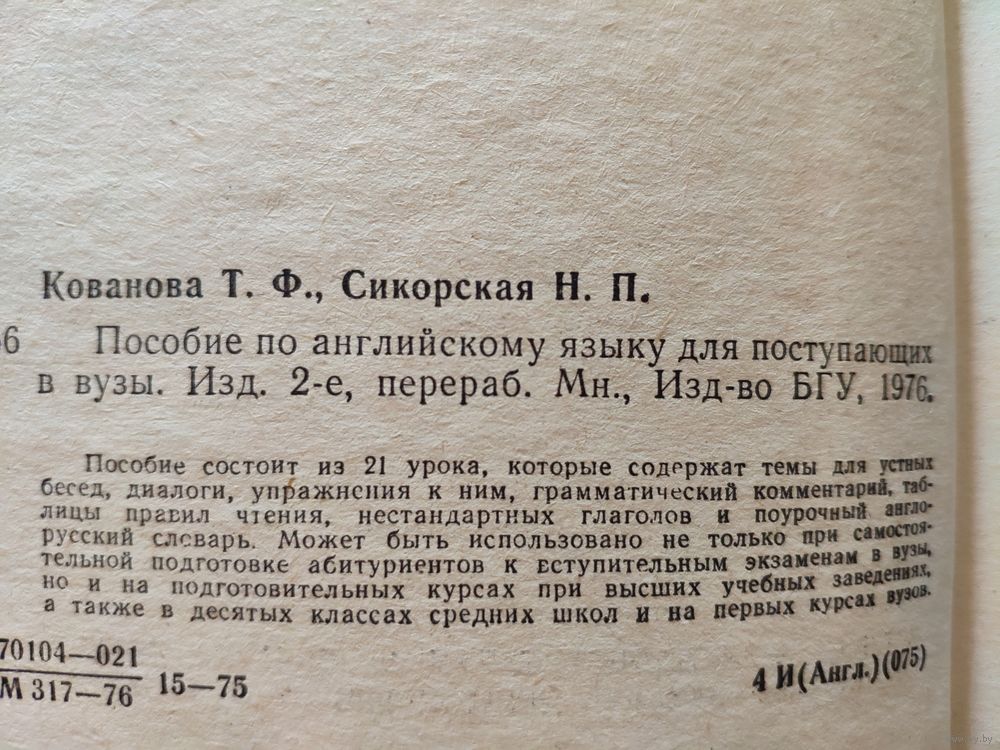 Кованова Т. Ф., Сикорская Н. П.
6 Пособие по английскому языку для поступающих
в вузы. Изд. 2-е, перераб. Мн., Изд-во БГУ, 1976.
Пособие состоит из 21 урока, которые содержат темы для устных
бесед, диалоги, упражнения к ним, грамматический комментарий, таб-
лицы правил чтения, нестандартных глаголов и поурочный англо-
русский словарь. Может быть использовано не только при самостоя-
тельной подготовке абитуриентов к вступительным экзаменам в вузы,
но и на подготовительных курсах при высших учебных заведениях,
а также в десятых классах средних школ и на первых курсах вузов.
70104—021
М 317—76
15—75
4 И(Англ.)(075)